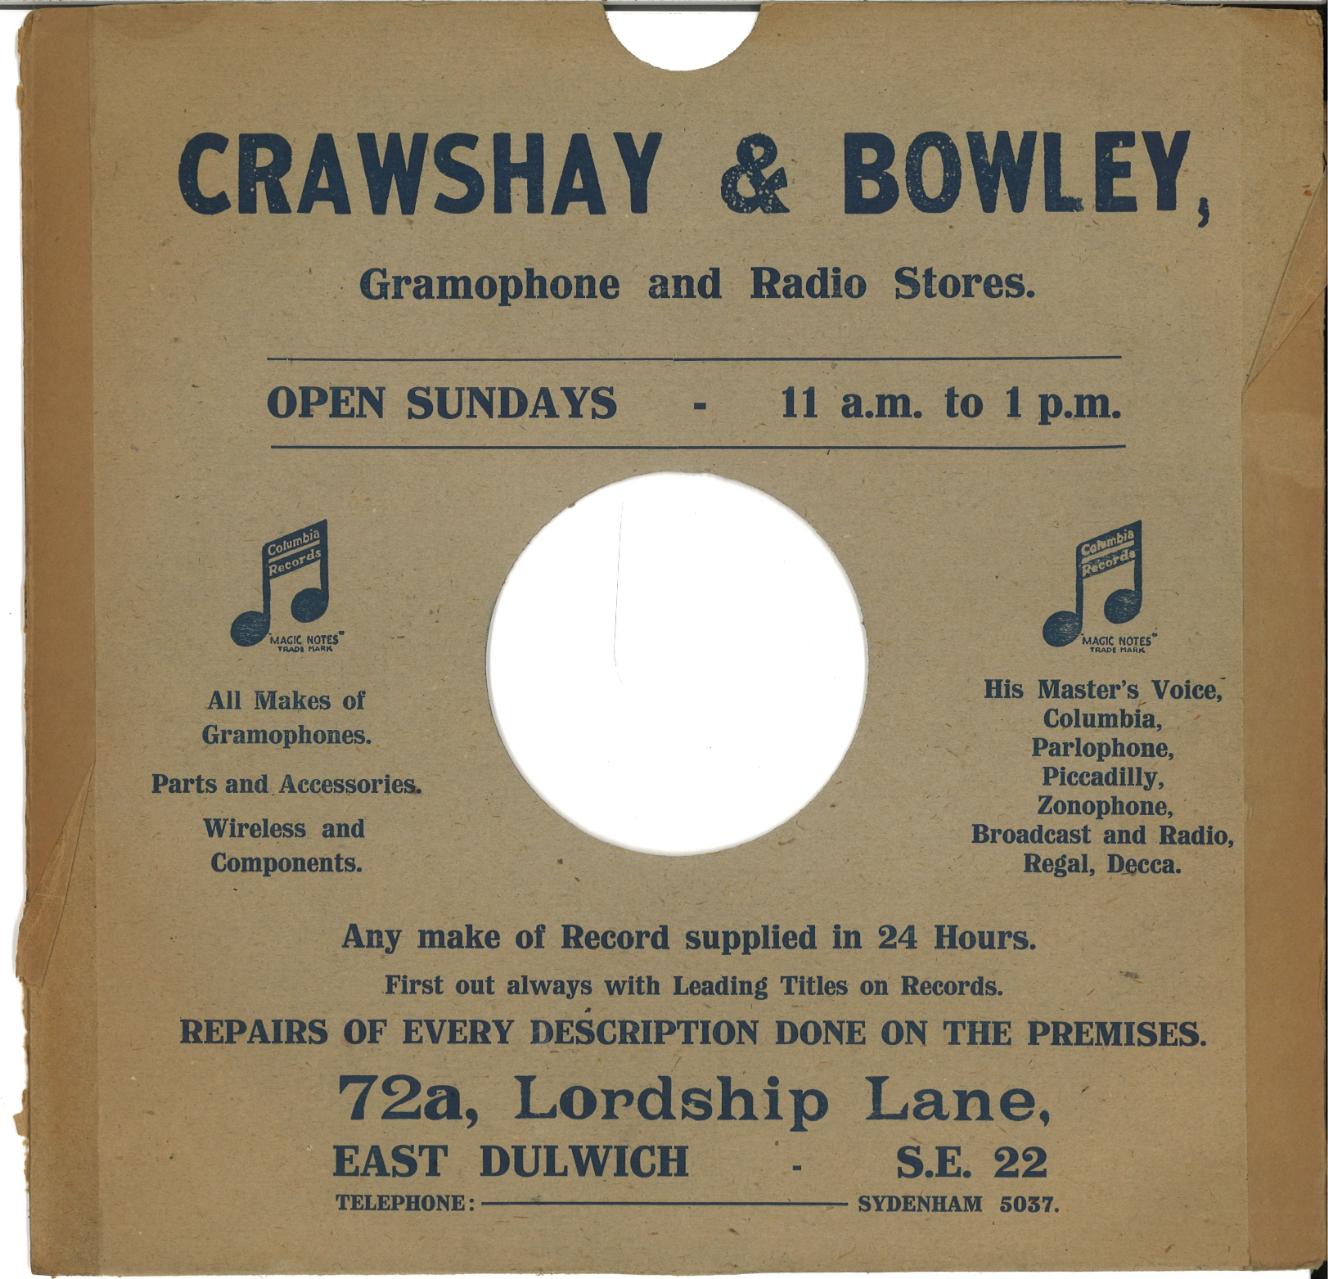 CRAWSHAY & BOWLEY,
Gramophone and Radio Stores.
OPEN SUNDAYS - 11 a.m. to 1 p.m.
Columbia
Records
"MAGIC NOTES"
TRADE MARK
All Makes of
Gramophones.
Parts and Accessories.
Wireless and
Components.
Columbia
Records
"MAGIC NOTES"
TRADE MARK
His Master's Voice,
Columbia,
Parlophone,
Piccadilly,
Zonophone,
Broadcast and Radio,
Regal, Decca.
Any make of Record supplied in 24 Hours.
First out always with Leading Titles on Records.
REPAIRS OF EVERY DESCRIPTION DONE ON THE PREMISES.
72a, Lordship Lane,
EAST DULWICH - S.E. 22
TELEPHONE: SYDENHAM 5037.